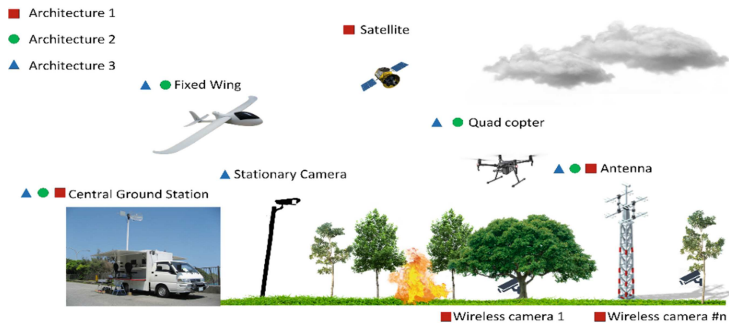 Architecture 1
Architecture 2
Architecture 3
Satellite
Fixed Wing
Quad copter
Stationary Camera
Antenna
Central Ground Station
Wireless camera 1
Wireless camera #n